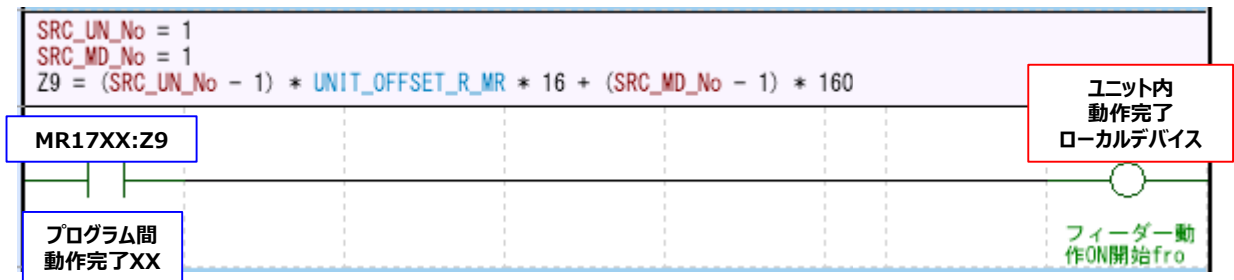 SRC_UN_No = 1
SRC_MD_No = 1
Z9 = (SRC_UN_No - 1) * UNIT_OFFSET_R_MR * 16 + (SRC_MD_No - 1) * 160
ユニット内
動作完了
ローカルデバイス
MR17XX:Z9
プログラム間
動作完了XX
フィーダー動
作ON開始fro